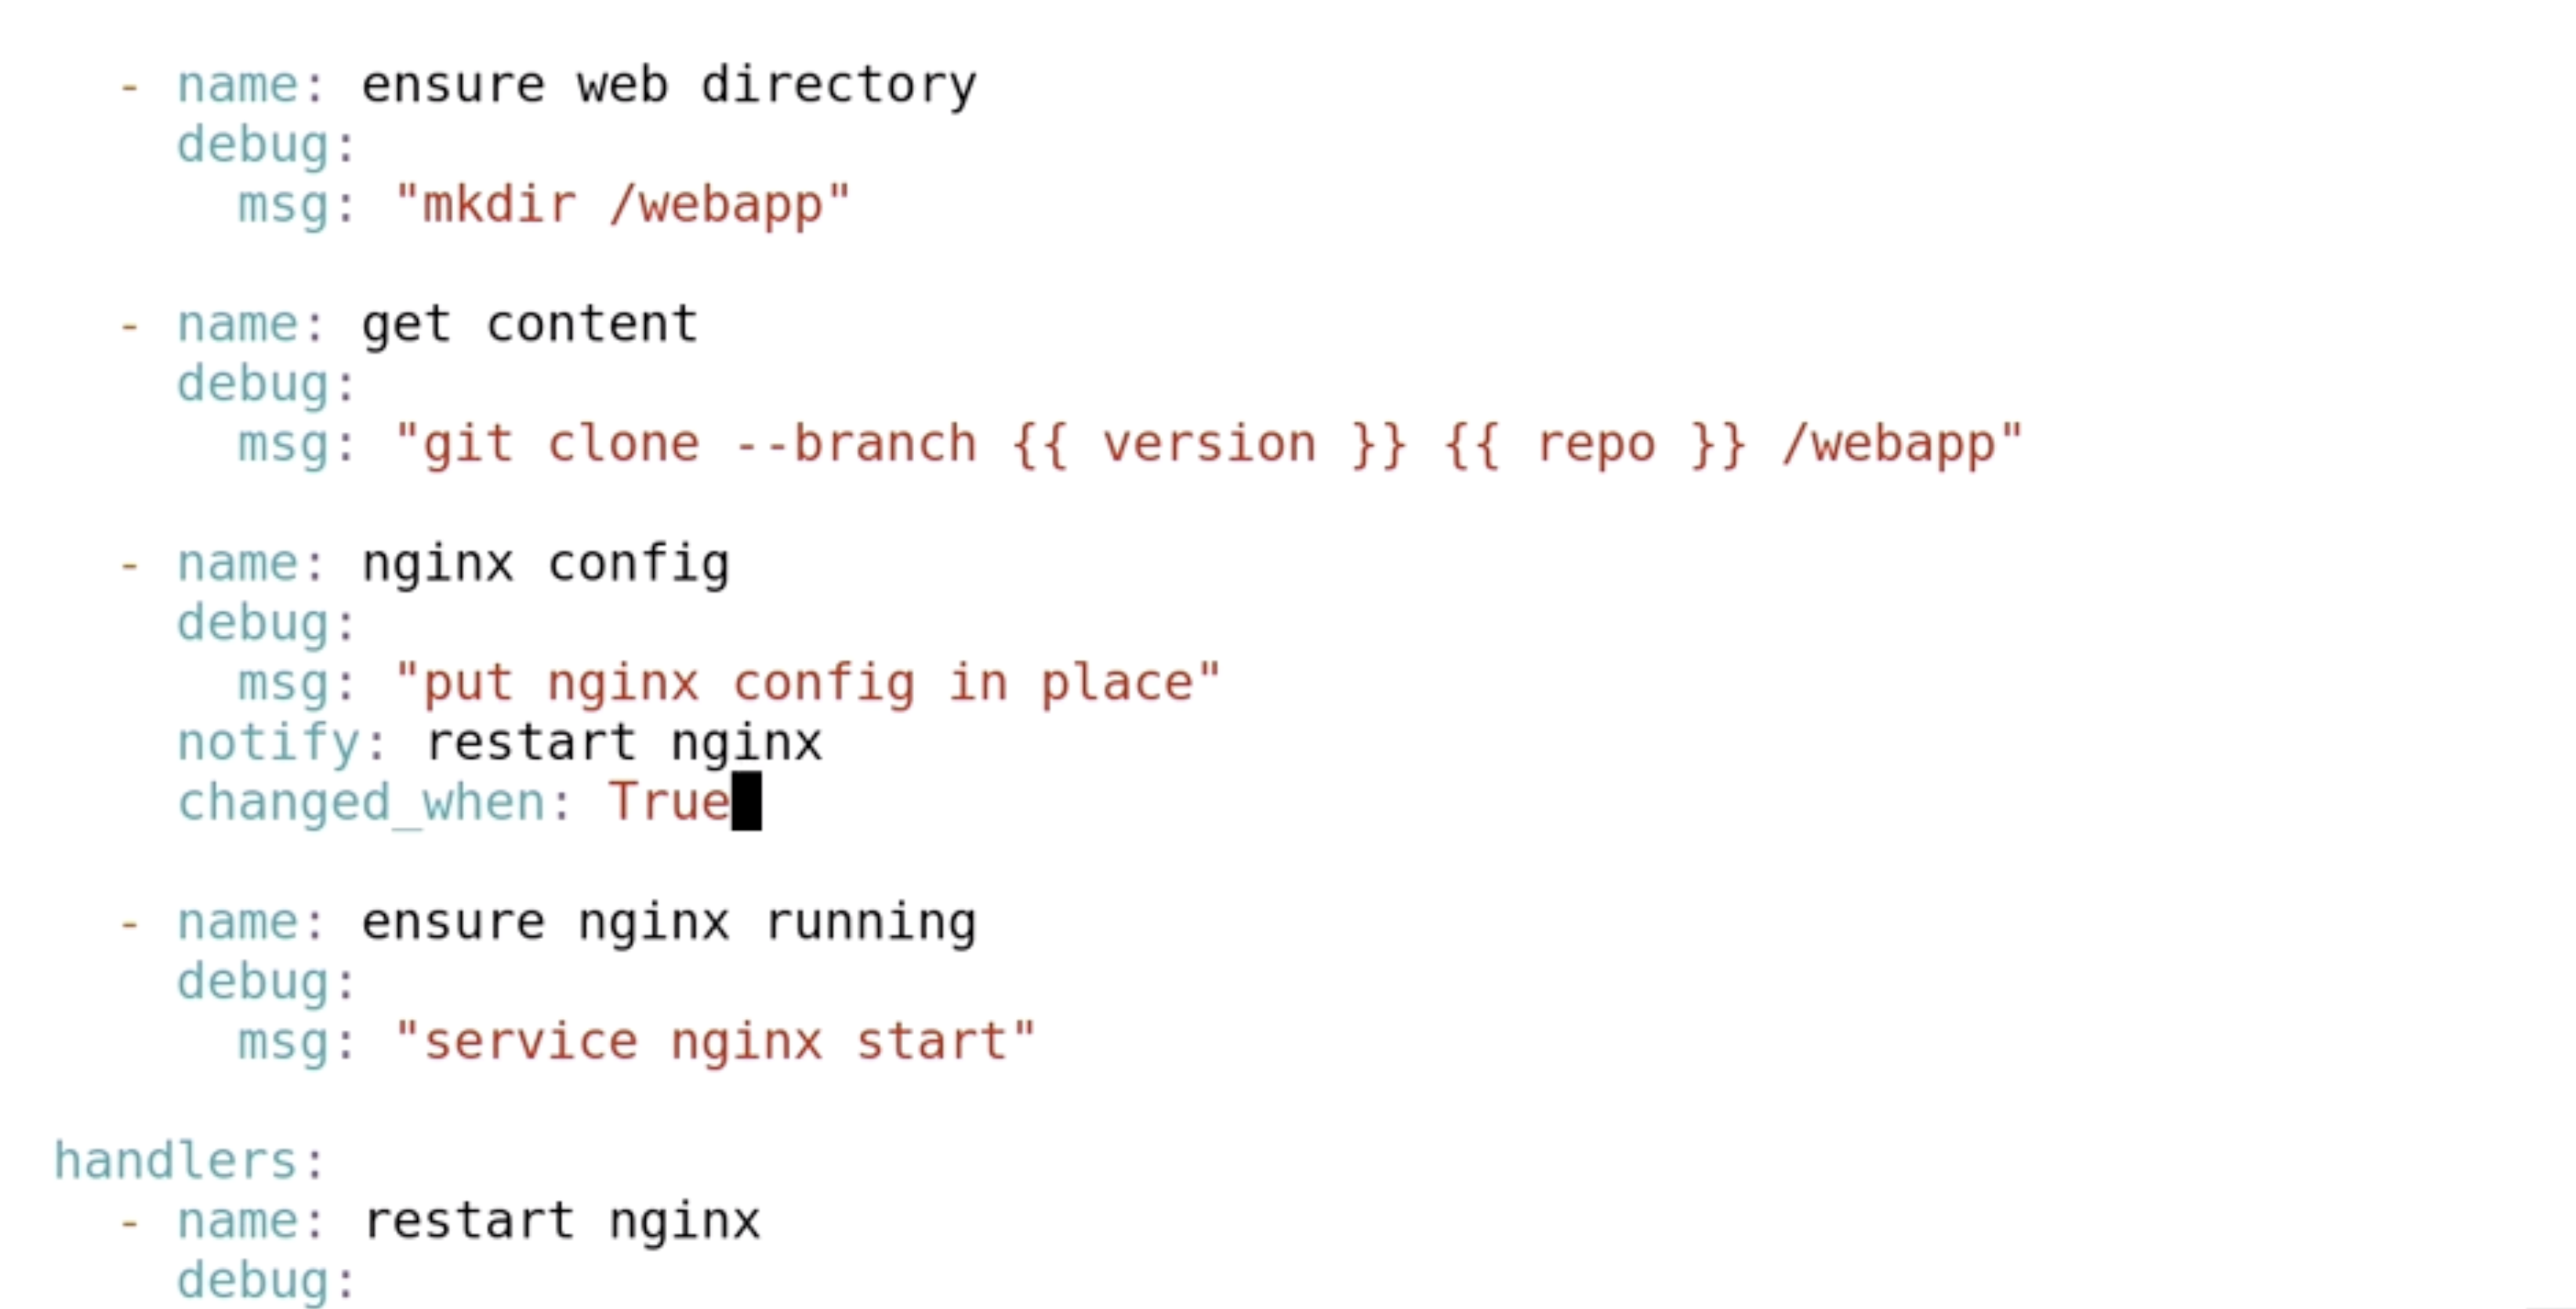 - name: ensure web directory
debug:
msg: "mkdir /webapp"
- name: get content
debug:
msg: "git clone --branch {{ version }} {{ repo }} /webapp"
- name: nginx config
debug:
msg: "put nginx config in place"
notify: restart nginx
changed_when: True
- name: ensure nginx running
debug:
msg: "service nginx start"
handlers:
- name: restart nginx
debug: